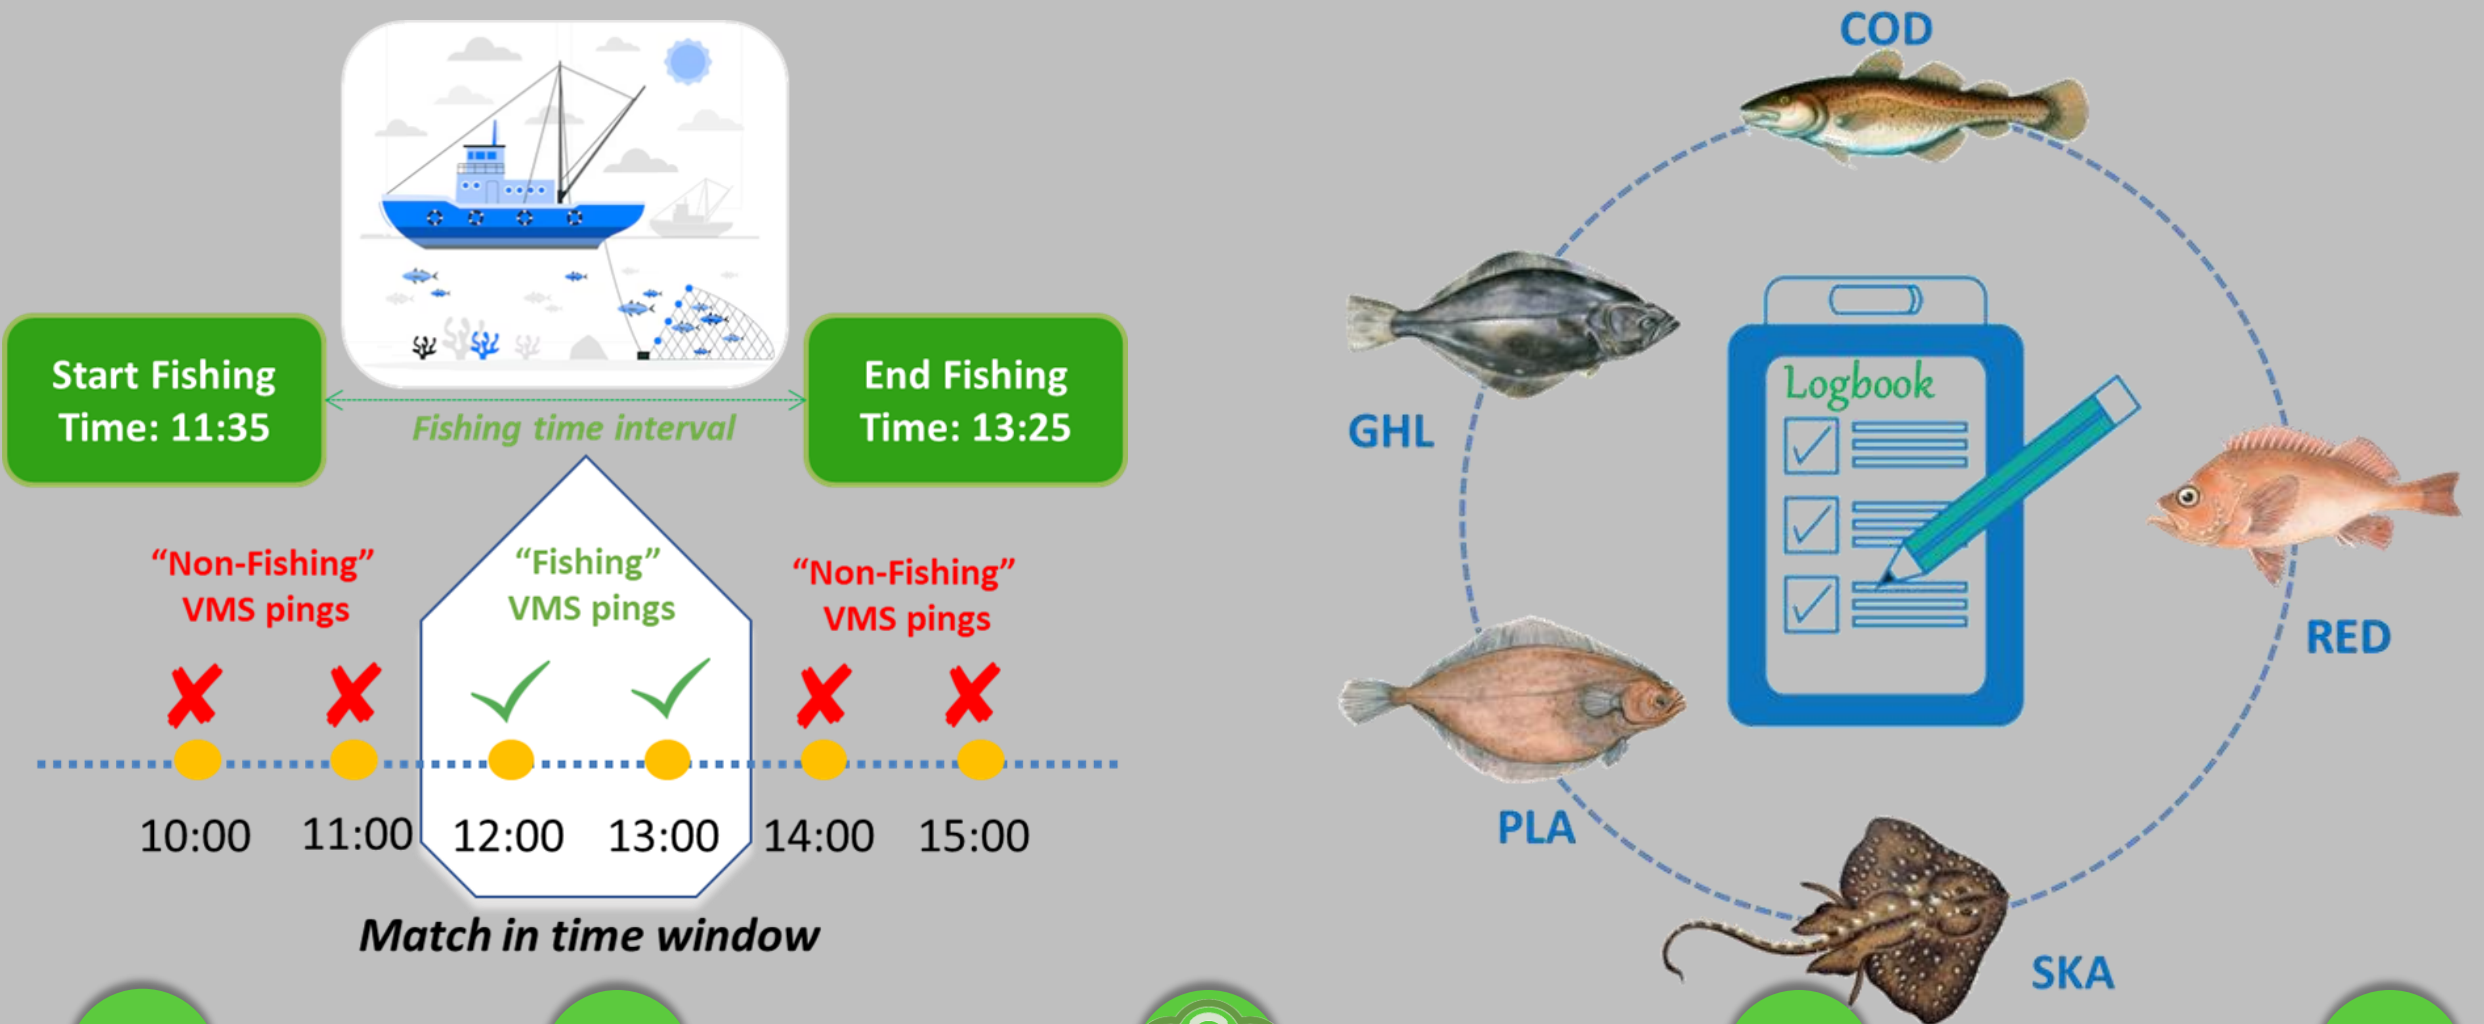 Start Fishing
Time: 11:35
Fishing time interval
End Fishing
Time: 13:25
“Non-Fishing”
VMS pings
“Fishing”
VMS pings
“Non-Fishing”
VMS pings
10:00
11:00
12:00
13:00
14:00
15:00
Match in time window
COD
GHL
Logbook
RED
PLA
SKA